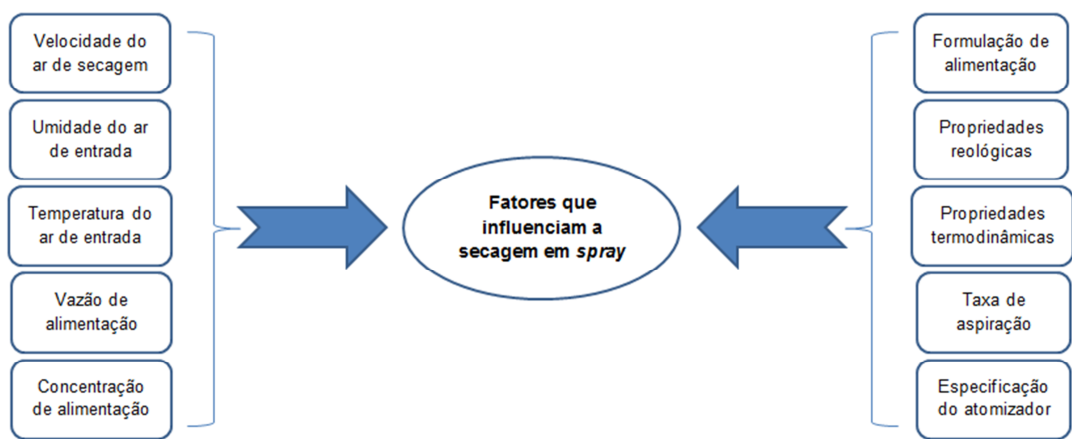 Velocidade do
ar de secagem
Umidade do ar
de entrada
Temperatura do
ar de entrada
Vazão de
alimentação
Concentração
de alimentação
Fatores que
influenciam a
secagem em spray
Formulação de
alimentação
Propriedades
reológicas
Propriedades
termodinâmicas
Taxa de
aspiração
Especificação
do atomizador